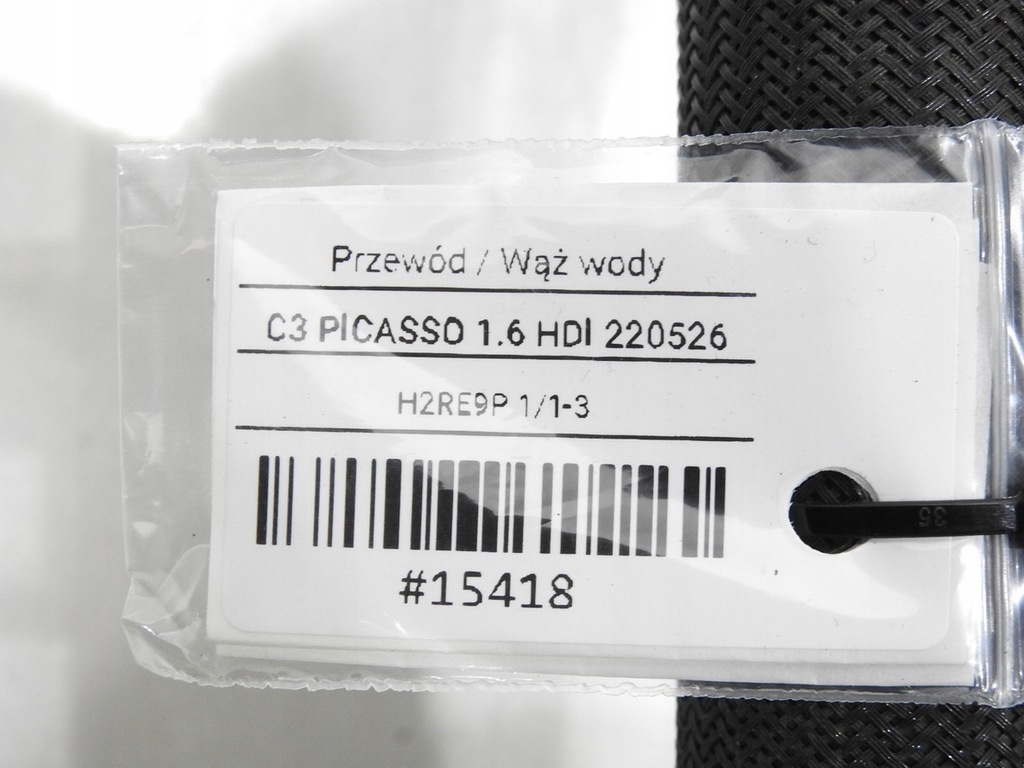 Przewód / Wąż wody
C3 PICASSO 1.6 HDI 220526
H2RE9P 1/1-3
#15418
35